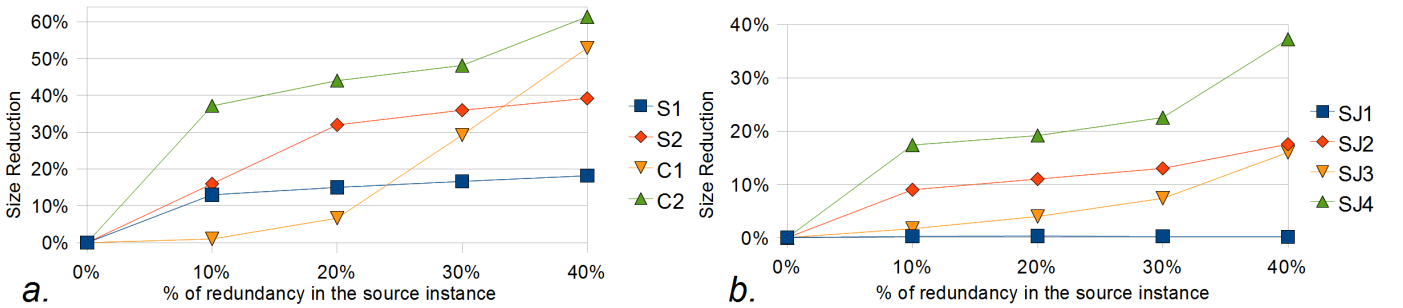 60%
50%
40%
30%
20%
10%
0%
Size Reduction
0% 10% 20% 30% 40%
% of redundancy in the source instance
S1
S2
C1
C2
a.
40%
30%
20%
10%
0%
Size Reduction
0% 10% 20% 30% 40%
% of redundancy in the source instance
SJ1
SJ2
SJ3
SJ4
b.